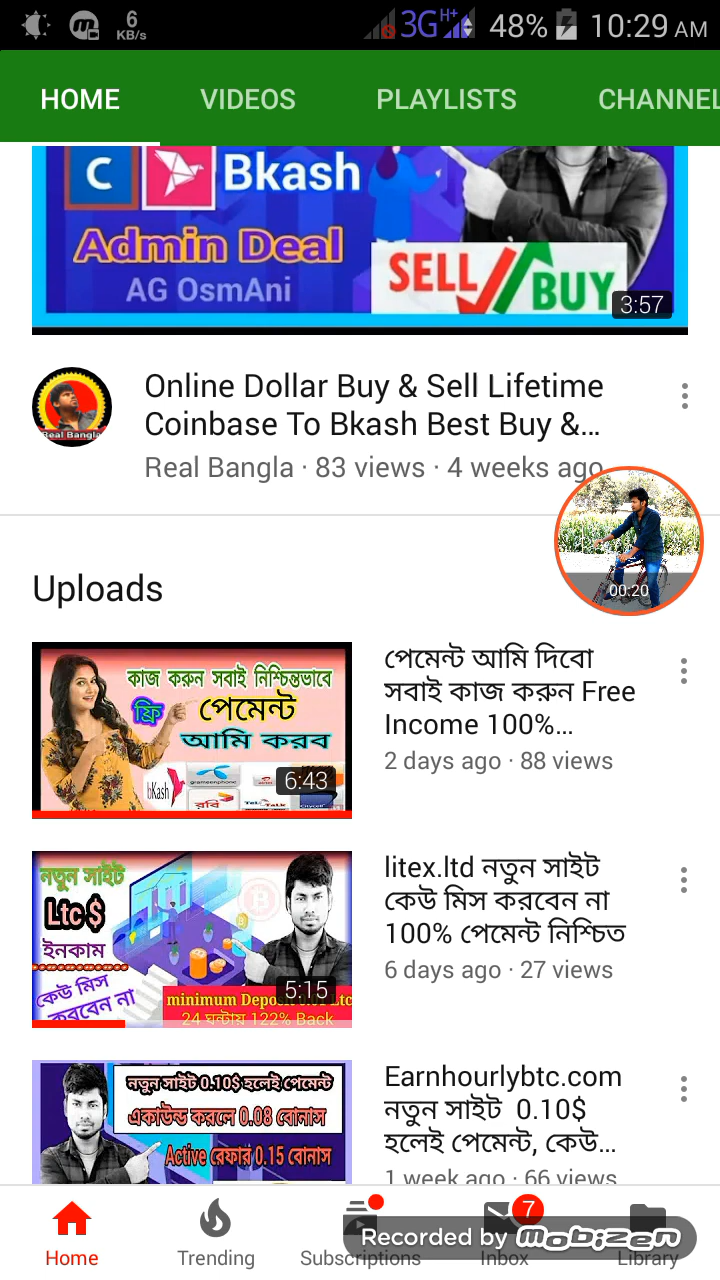 6
KB/s
3G H+ 48% 10:29 AM
HOME VIDEOS PLAYLISTS CHANNEL
C Bkash
Admin Deal
AG OsmAni
SELL BUY
3:57
Real Bangla
Online Dollar Buy & Sell Lifetime
Coinbase To Bkash Best Buy &...
Real Bangla · 83 views · 4 weeks ago
00:20
Uploads
কাজ করুন সবাই নিশ্চিন্তভাবে
ফ্রি পেমেন্ট
আমি করব
bKash grameenphone
রবি
6:43
পেমেন্ট আমি দিবো
সবাই কাজ করুন Free
Income 100%...
2 days ago · 88 views
নতুন সাইট
Ltc $
ইনকাম
কেউ মিস
করবেন না
minimum
24 ঘন্টায় 122% Back
5:15
litex.ltd নতুন সাইট
কেউ মিস করবেন না
100% পেমেন্ট নিশ্চিত
6 days ago · 27 views
নতুন সাইট 0.10$ হলেই পেমেন্ট
একাউন্ড করলে 0.08 বোনাস
Active রেফার 0.15 বোনাস
Earnhourlybtc.com
নতুন সাইট 0.10$
হলেই পেমেন্ট, কেউ...
1 week ago · 66 views
7
Recorded by mobizen
Home Trending Subscriptions Inbox Library